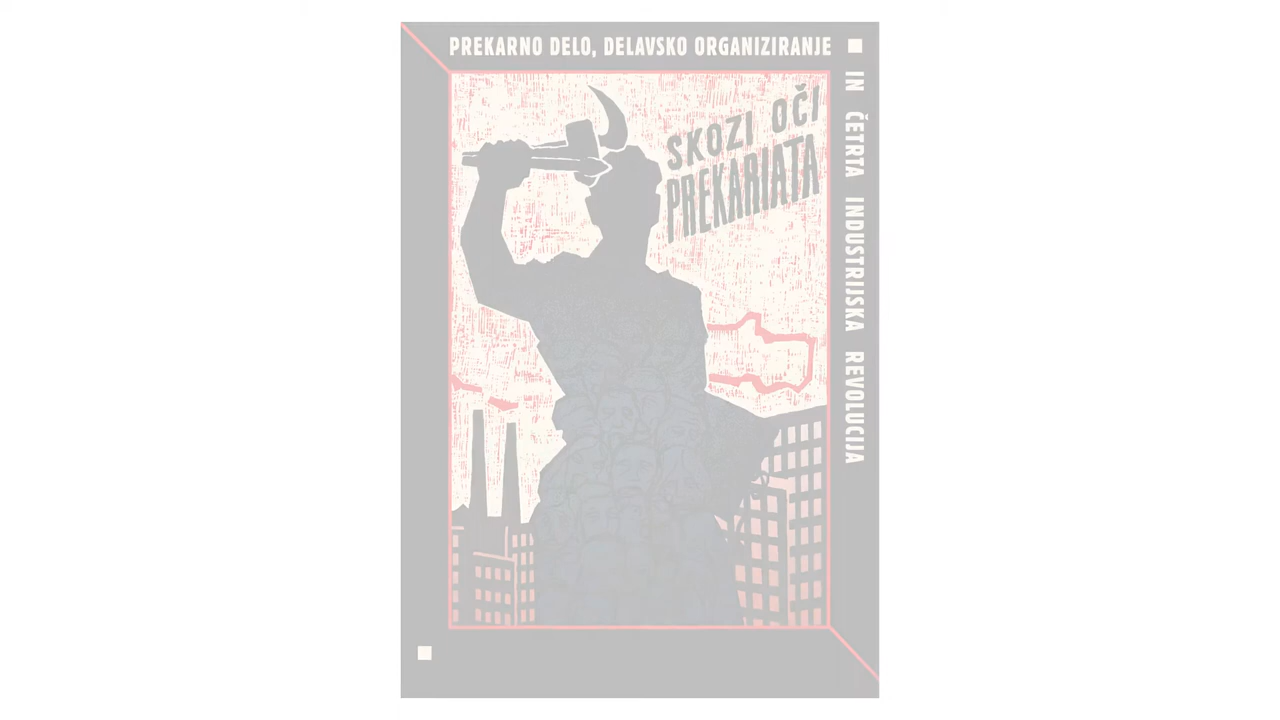 PREKARNO DELO, DELAVSKO ORGANIZIRANJE
IN ČETRTA INDUSTRIJSKA REVOLUCIJA
SKOZI OČI
PREKARIATA